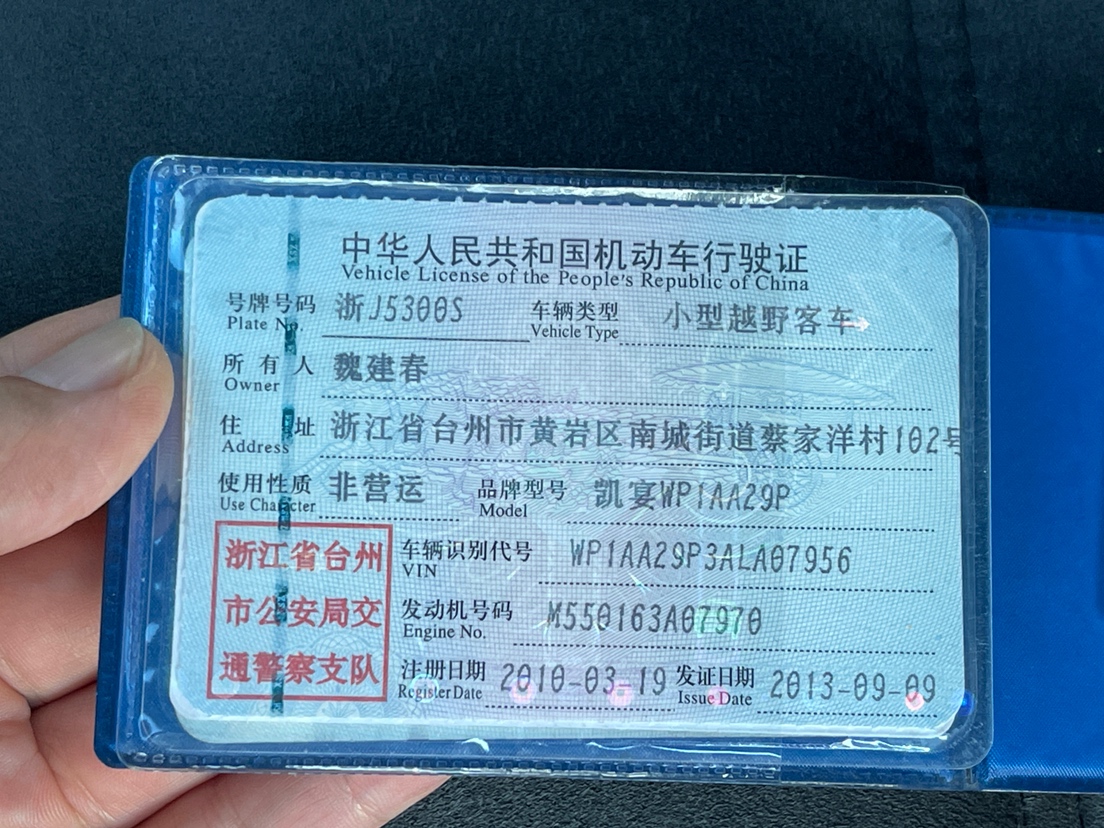 中华人民共和国机动车行驶证
Vehicle License of the People's Republic of China
号牌号码 浙J5300S 车辆类型 小型越野客车
Plate No. Vehicle Type
所有人 魏建春
Owner
住址 浙江省台州市黄岩区南城街道蔡家洋村102号
Address
使用性质 非营运 品牌型号 凯宴WP1AA29P
Use Character Model
浙江省台州 车辆识别代号 WP1AA29P3ALA07956
VIN
市公安局交 发动机号码 M550163A07970
Engine No.
通警察支队 注册日期 2010-03-19 发证日期 2013-09-09
Register Date Issue Date